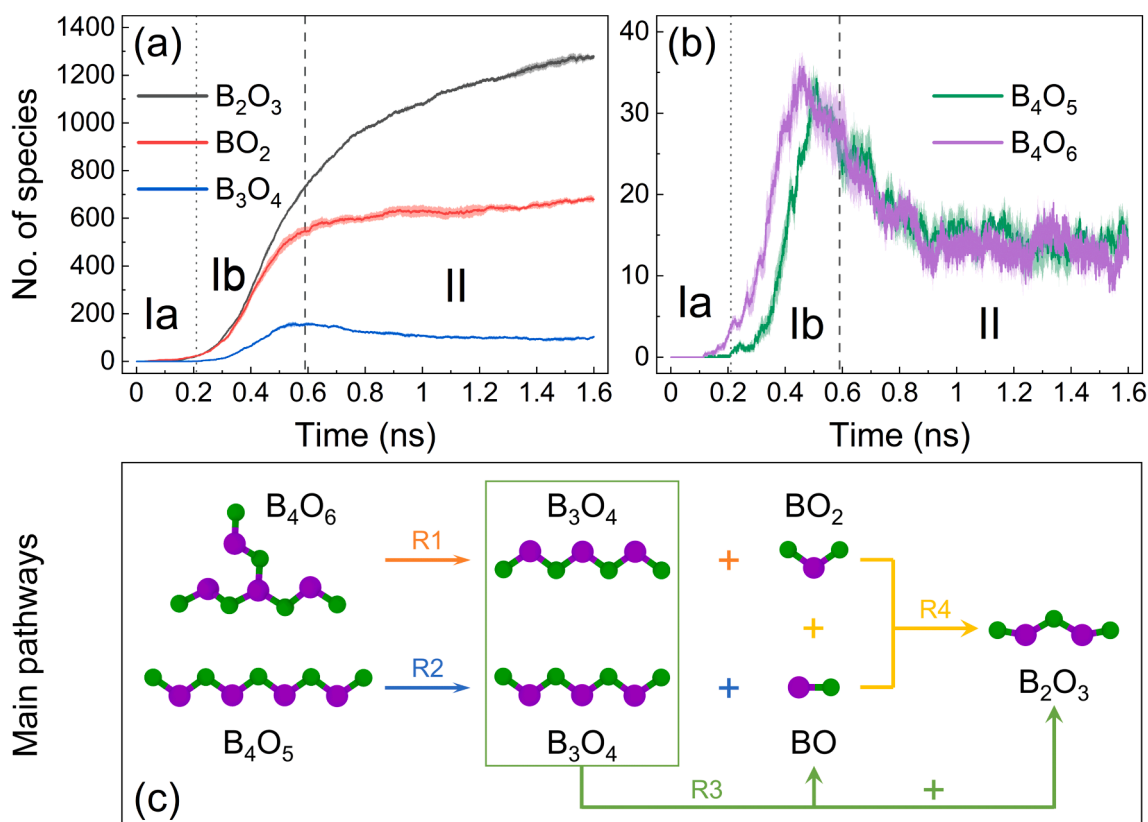 (a)
1400
1200
1000
800
600
400
200
0
No. of species
B₂O₃
BO₂
B₃O₄
Ia
Ib
II
0 0.2 0.4 0.6 0.8 1 1.2 1.4 1.6
Time (ns)
(b)
40
30
20
10
0
B₄O₅
B₄O₆
Ia
Ib
II
0 0.2 0.4 0.6 0.8 1 1.2 1.4 1.6
Time (ns)
Main pathways
B₄O₆
R1
B₃O₄
+
BO₂
+
R4
B₂O₃
B₄O₅
R2
B₃O₄
+
BO
R3
+
(c)